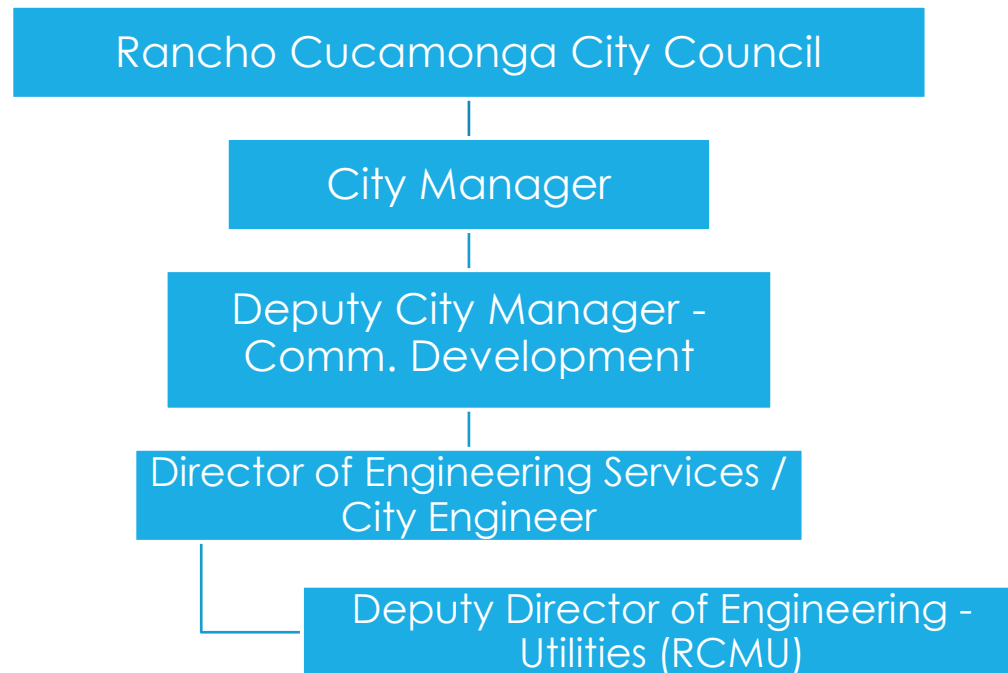 Rancho Cucamonga City Council
City Manager
Deputy City Manager -
Comm. Development
Director of Engineering Services /
City Engineer
Deputy Director of Engineering -
Utilities (RCMU)